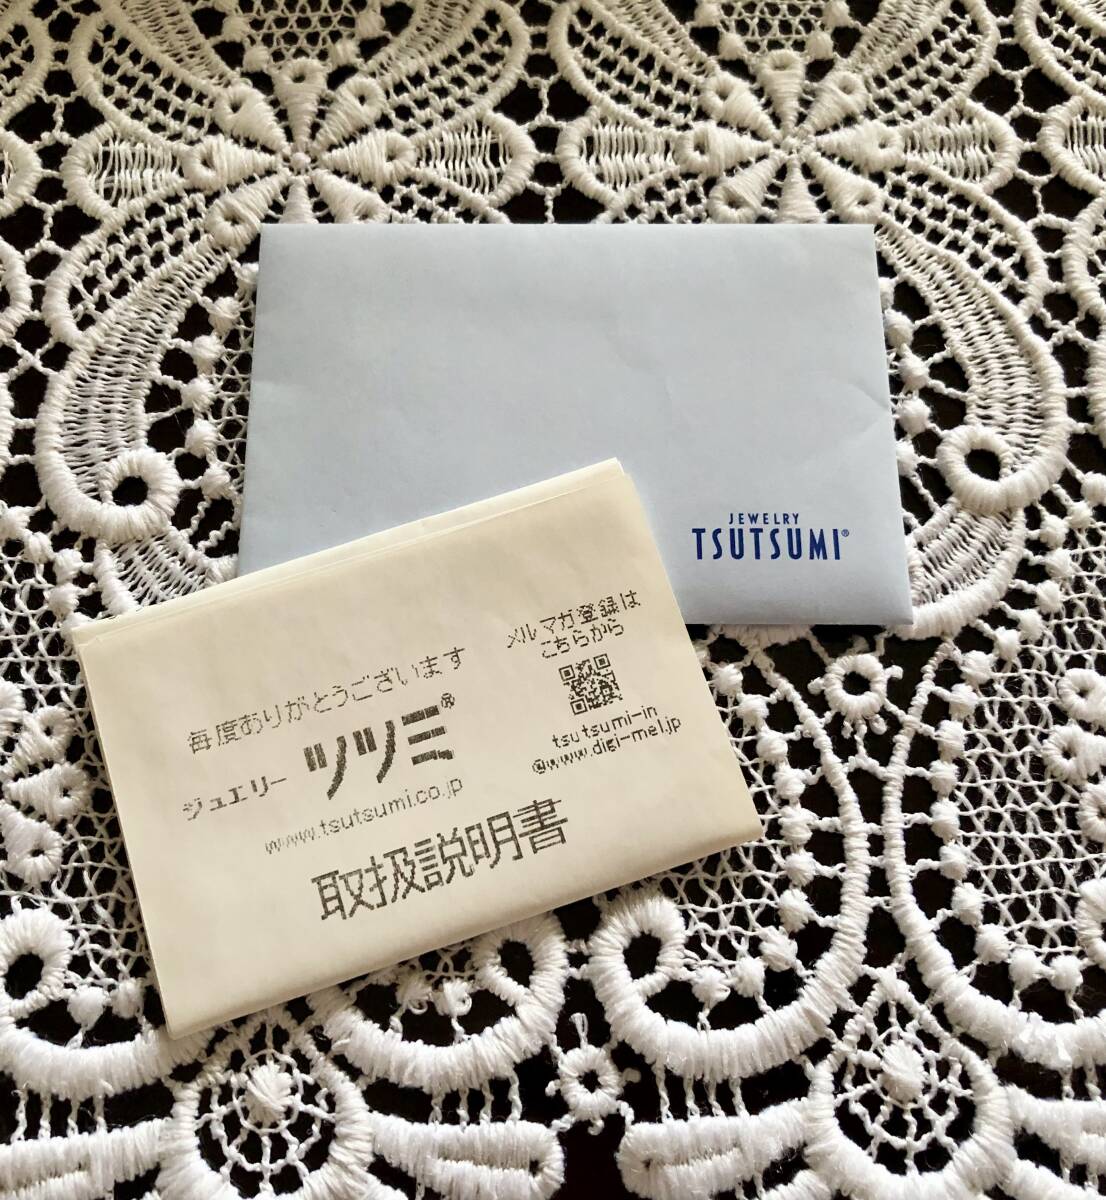 JEWELRY
TSUTSUMI®
毎度ありがとうございます
ジュエリー ツツミ®
www.tsutsumi.co.jp
取扱説明書
メルマガ登録は
こちらから
tsutsumi-in
@www.digi-mel.jp